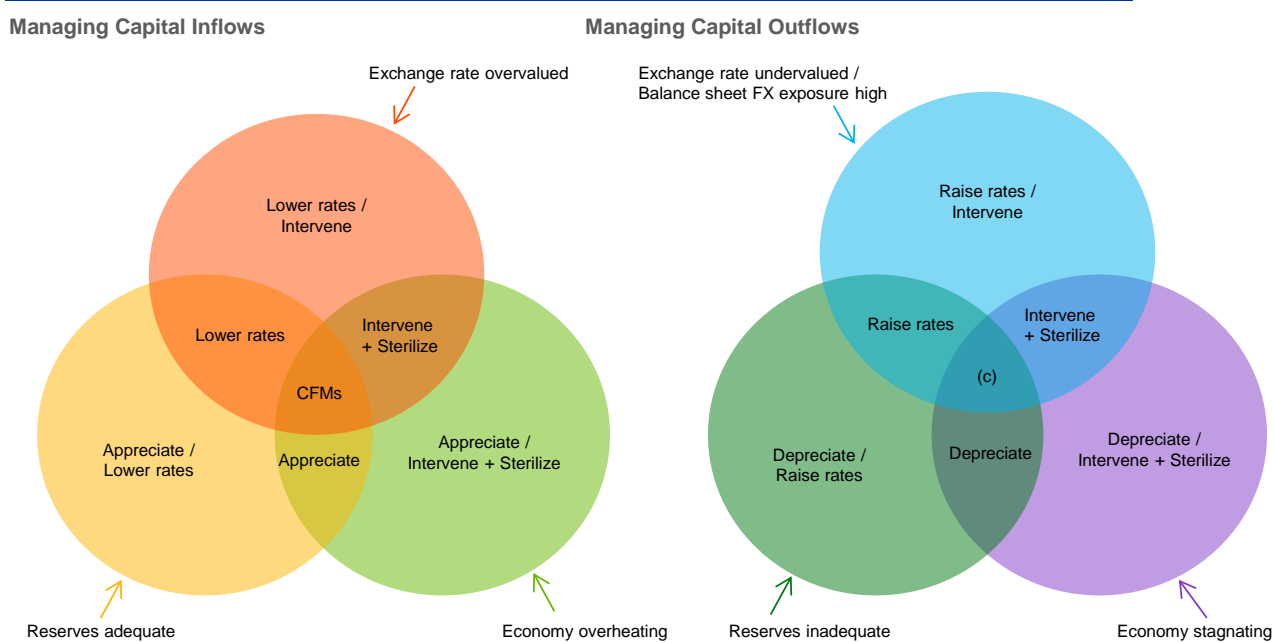 Managing Capital Inflows
Exchange rate overvalued
Lower rates /
Intervene
Lower rates
Intervene
+ Sterilize
CFMs
Appreciate /
Lower rates
Appreciate
Appreciate /
Intervene + Sterilize
Reserves adequate
Economy overheating
Managing Capital Outflows
Exchange rate undervalued /
Balance sheet FX exposure high
Raise rates /
Intervene
Raise rates
Intervene
+ Sterilize
(c)
Depreciate /
Raise rates
Depreciate
Depreciate /
Intervene + Sterilize
Reserves inadequate
Economy stagnating